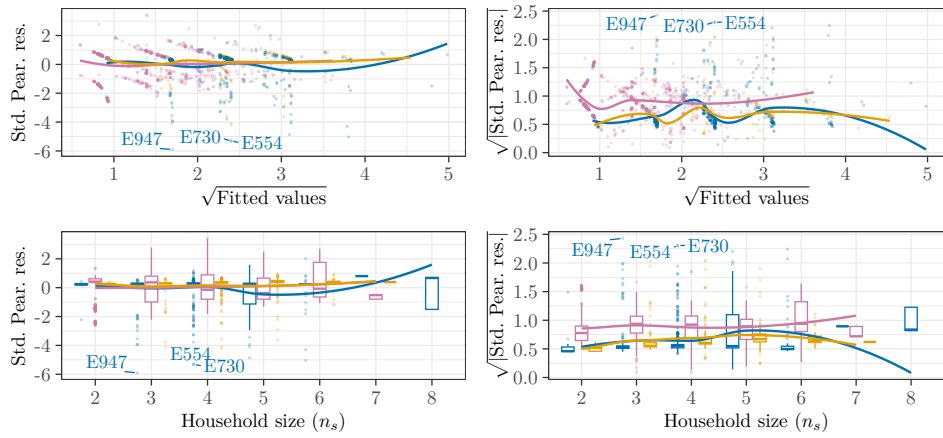 Std. Pear. res.
2
0
-2
-4
-6
E947
E730
E554
1
2
3
4
5
√Fitted values
√|Std. Pear. res.|
2.5
2.0
1.5
1.0
0.5
0.0
E947
E730
E554
1
2
3
4
5
√Fitted values
Std. Pear. res.
2
0
-2
-4
-6
E947
E554
E730
2
3
4
5
6
7
8
Household size (nₛ)
√|Std. Pear. res.|
2.5
2.0
1.5
1.0
0.5
0.0
E947
E554
E730
2
3
4
5
6
7
8
Household size (nₛ)